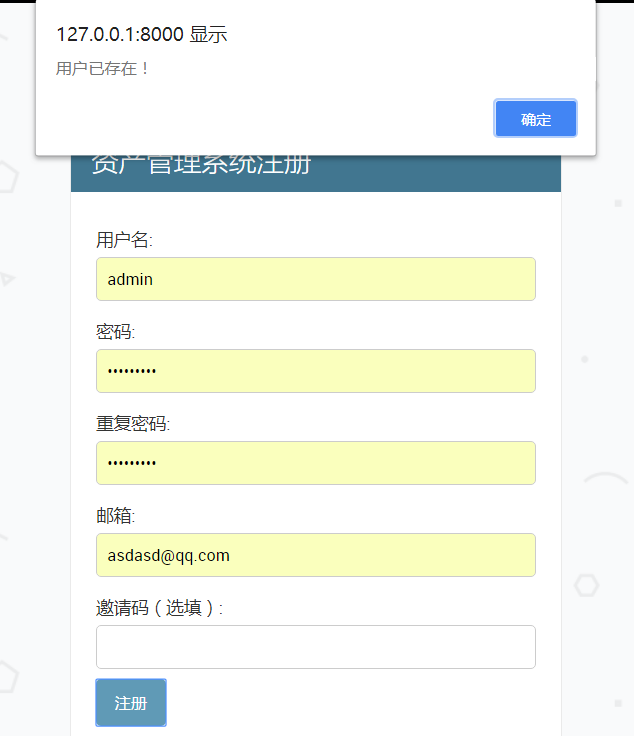 127.0.0.1:8000 显示
用户已存在！
确定
资产管理系统注册
用户名:
admin
密码:
•••••••••
重复密码:
•••••••••
邮箱:
asdasd@qq.com
邀请码（选填）:
注册